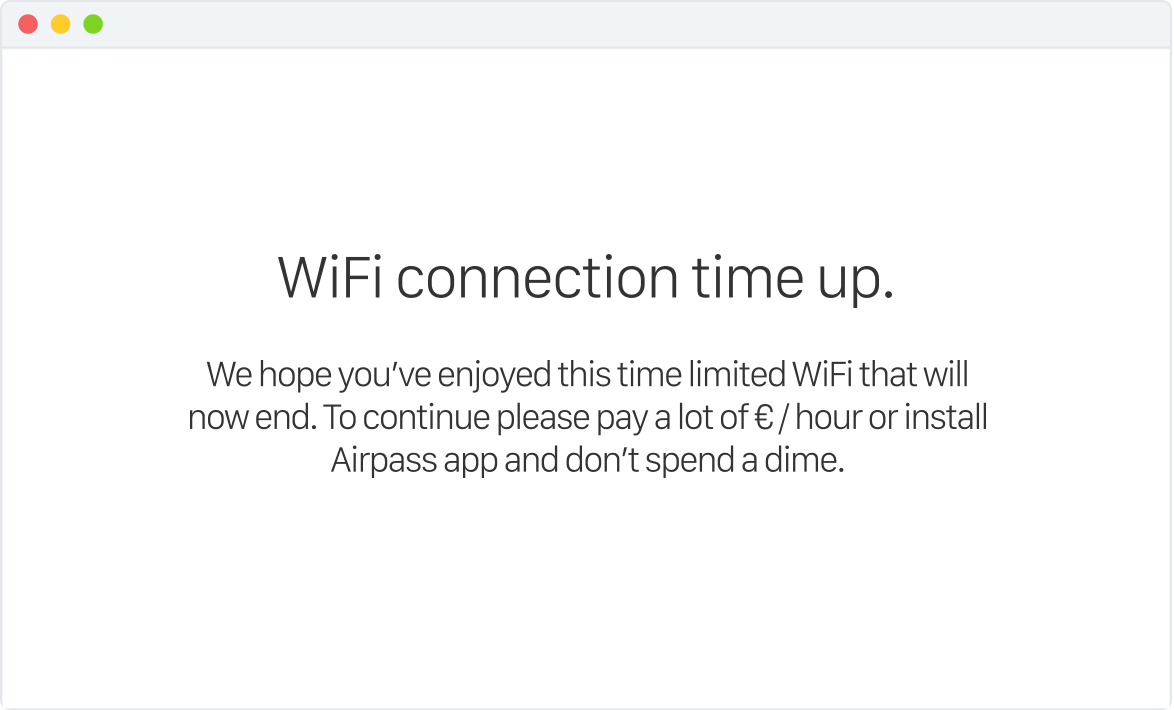 WiFi connection time up.
We hope you’ve enjoyed this time limited WiFi that will
now end. To continue please pay a lot of € / hour or install
Airpass app and don’t spend a dime.